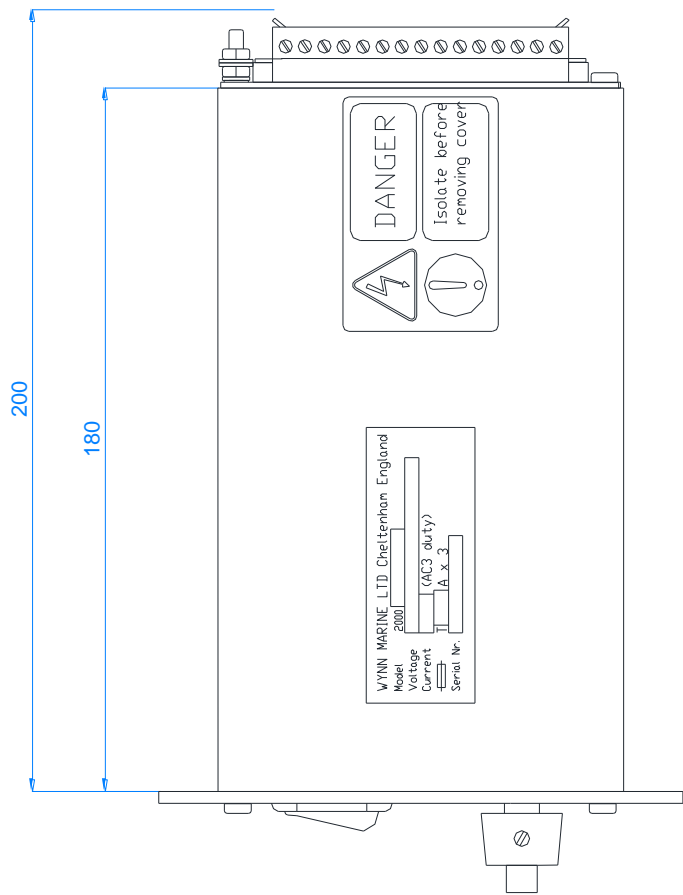 200
180
DANGER
Isolate before
removing cover
WYNN MARINE LTD Cheltenham England
Model 2000
Voltage
Current (AC3 duty)
T A x 3
Serial Nr.